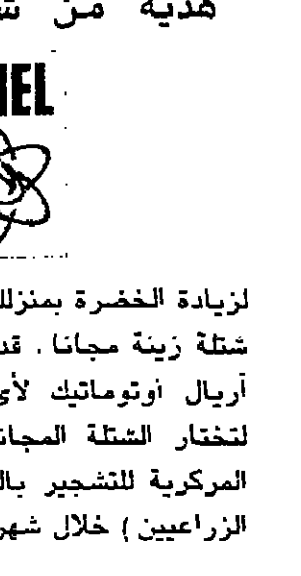 هدية من
EL
لزيادة الخضرة بمنزلك
شتلة زينة مجانا . قد
آريال أوتوماتيك لأي
لتختار الشتلة المجان
المركزية للتشجير بال
الزراعيين ) خلال شهر